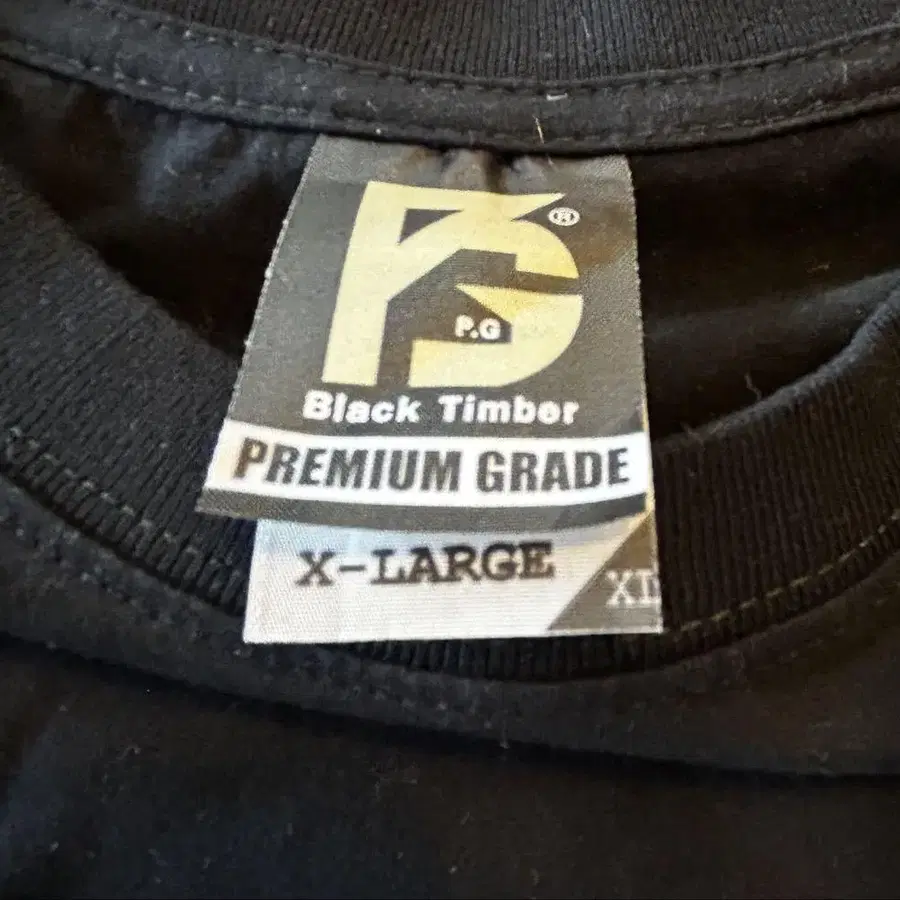 ®
P.G
Black Timber
PREMIUM GRADE
X-LARGE
XL